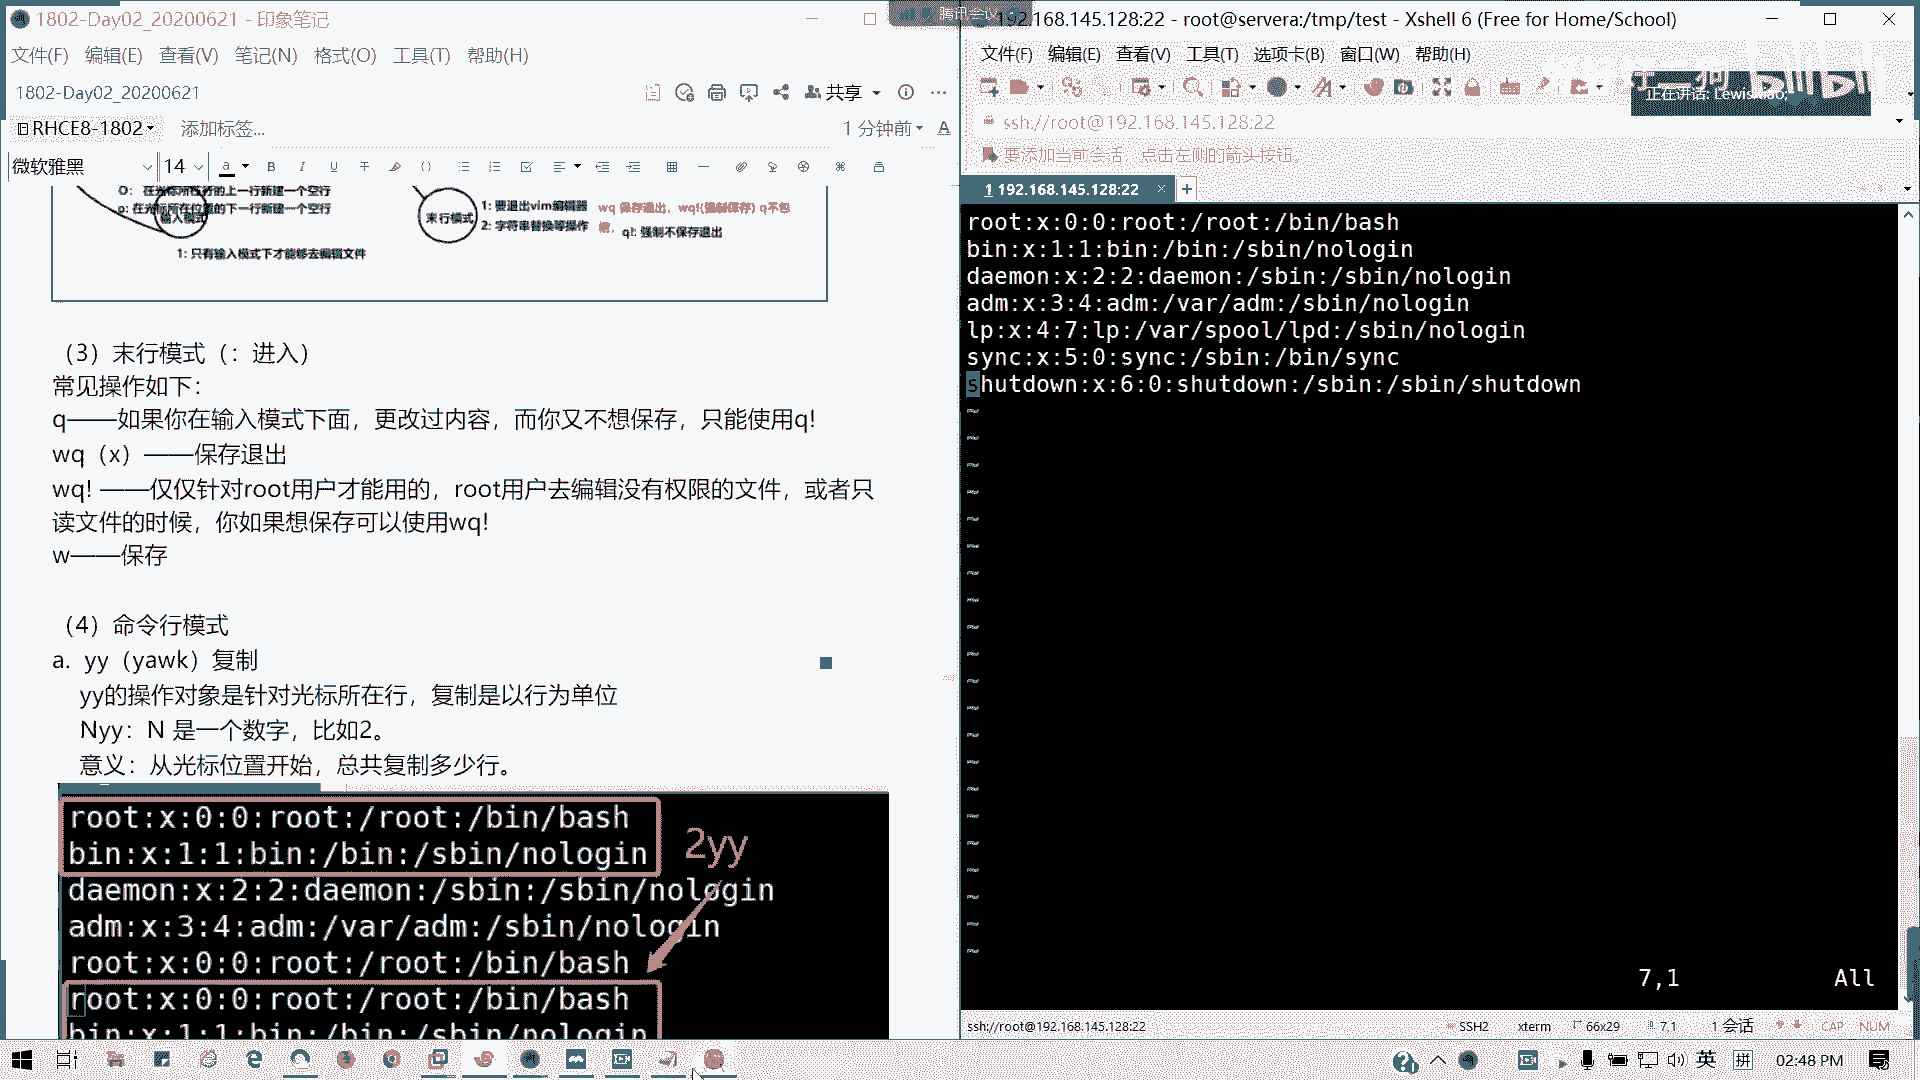 1802-Day02_20200621 - 印象笔记
文件(F) 编辑(E) 查看(V) 笔记(N) 格式(O) 工具(T) 帮助(H)
1802-Day02_20200621
共享
RHCE8-1802 添加标签...
1 分钟前
微软雅黑 14
O: 在光标所在行的上一行新建一个空行
o: 在光标所在位置的下一行新建一个空行
输入模式
1: 只有输入模式下才能够去编辑文件
末行模式
1: 要退出vim编辑器 wq 保存退出, wq!(强制保存) q不包
2: 字符串替换等操作
q!: 强制不保存退出
（3）末行模式（: 进入）
常见操作如下:
q——如果你在输入模式下面，更改过内容，而你又不想保存，只能使用q!
wq（x）——保存退出
wq! ——仅仅针对root用户才能用的，root用户去编辑没有权限的文件，或者只
读文件的时候，你如果想保存可以使用wq!
w——保存
（4）命令行模式
a. yy（yawk）复制
yy的操作对象是针对光标所在行，复制是以行为单位
Nyy: N 是一个数字，比如2。
意义: 从光标位置开始，总共复制多少行。
root:x:0:0:root:/root:/bin/bash
bin:x:1:1:bin:/bin:/sbin/nologin
2yy
daemon:x:2:2:daemon:/sbin:/sbin/nologin
adm:x:3:4:adm:/var/adm:/sbin/nologin
root:x:0:0:root:/root:/bin/bash
root:x:0:0:root:/root:/bin/bash
bin:x:1:1:bin:/bin:/sbin/nologin
腾讯会议
192.168.145.128:22 - root@servera:/tmp/test - Xshell 6 (Free for Home/School)
文件(F) 编辑(E) 查看(V) 工具(T) 选项卡(B) 窗口(W) 帮助(H)
ssh://root@192.168.145.128:22
要添加当前会话，点击左侧的箭头按钮。
1 192.168.145.128:22
root:x:0:0:root:/root:/bin/bash
bin:x:1:1:bin:/bin:/sbin/nologin
daemon:x:2:2:daemon:/sbin:/sbin/nologin
adm:x:3:4:adm:/var/adm:/sbin/nologin
lp:x:4:7:lp:/var/spool/lpd:/sbin/nologin
sync:x:5:0:sync:/sbin:/bin/sync
shutdown:x:6:0:shutdown:/sbin:/sbin/shutdown
7,1 All
ssh://root@192.168.145.128:22 SSH2 xterm 66x29 7,1 1 会话 CAP NUM
英 拼 02:48 PM